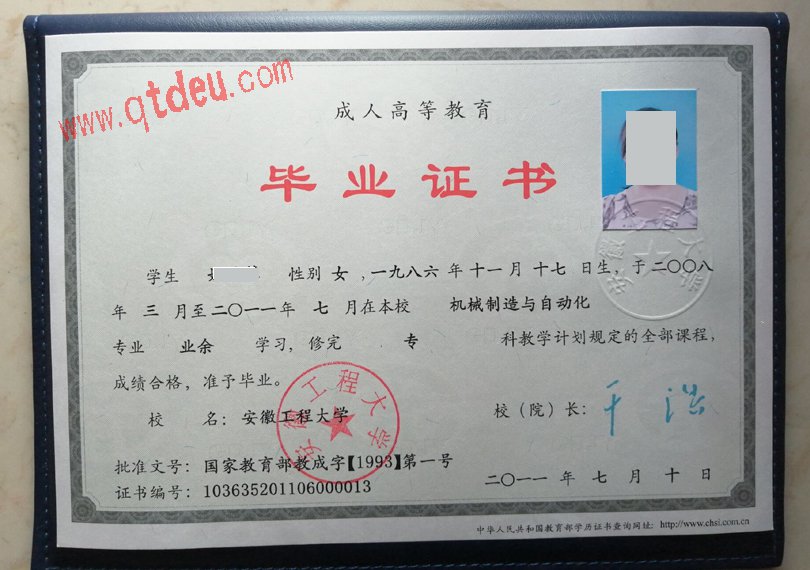 www.qtdeu.com
成人高等教育
毕业证书
学生 性别 女 ,一九八六 年 十一 月 十七 日生, 于 二〇〇八
年 三 月至 二〇一一 年 七 月在本校 机械制造与自动化
专业 业余 学习, 修完 专 科教学计划规定的全部课程,
成绩合格, 准予毕业。
校 名: 安徽工程大学
校(院)长:
安徽工程大学
批准文号: 国家教育部教成字【1993】第一号
证书编号: 103635201106000013
二〇一一 年 七 月 十 日
中华人民共和国教育部学历证书查询网址: http://www.chsi.com.cn